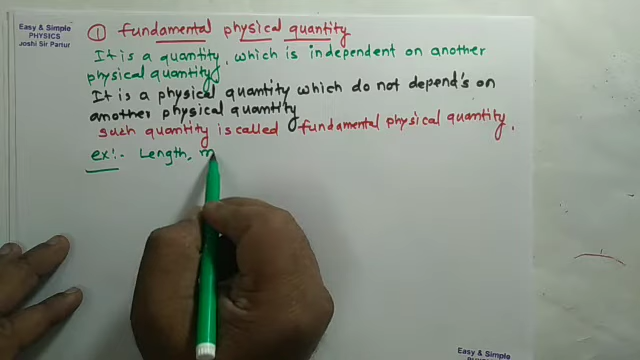 Easy & Simple
PHYSICS
Joshi Sir Partur
① fundamental physical quantity
It is a quantity, which is independent on another
physical quantity
It is a physical quantity which do not depend's on
another physical quantity
such quantity is called fundamental physical quantity.
ex:- Length, m
Easy & Simple